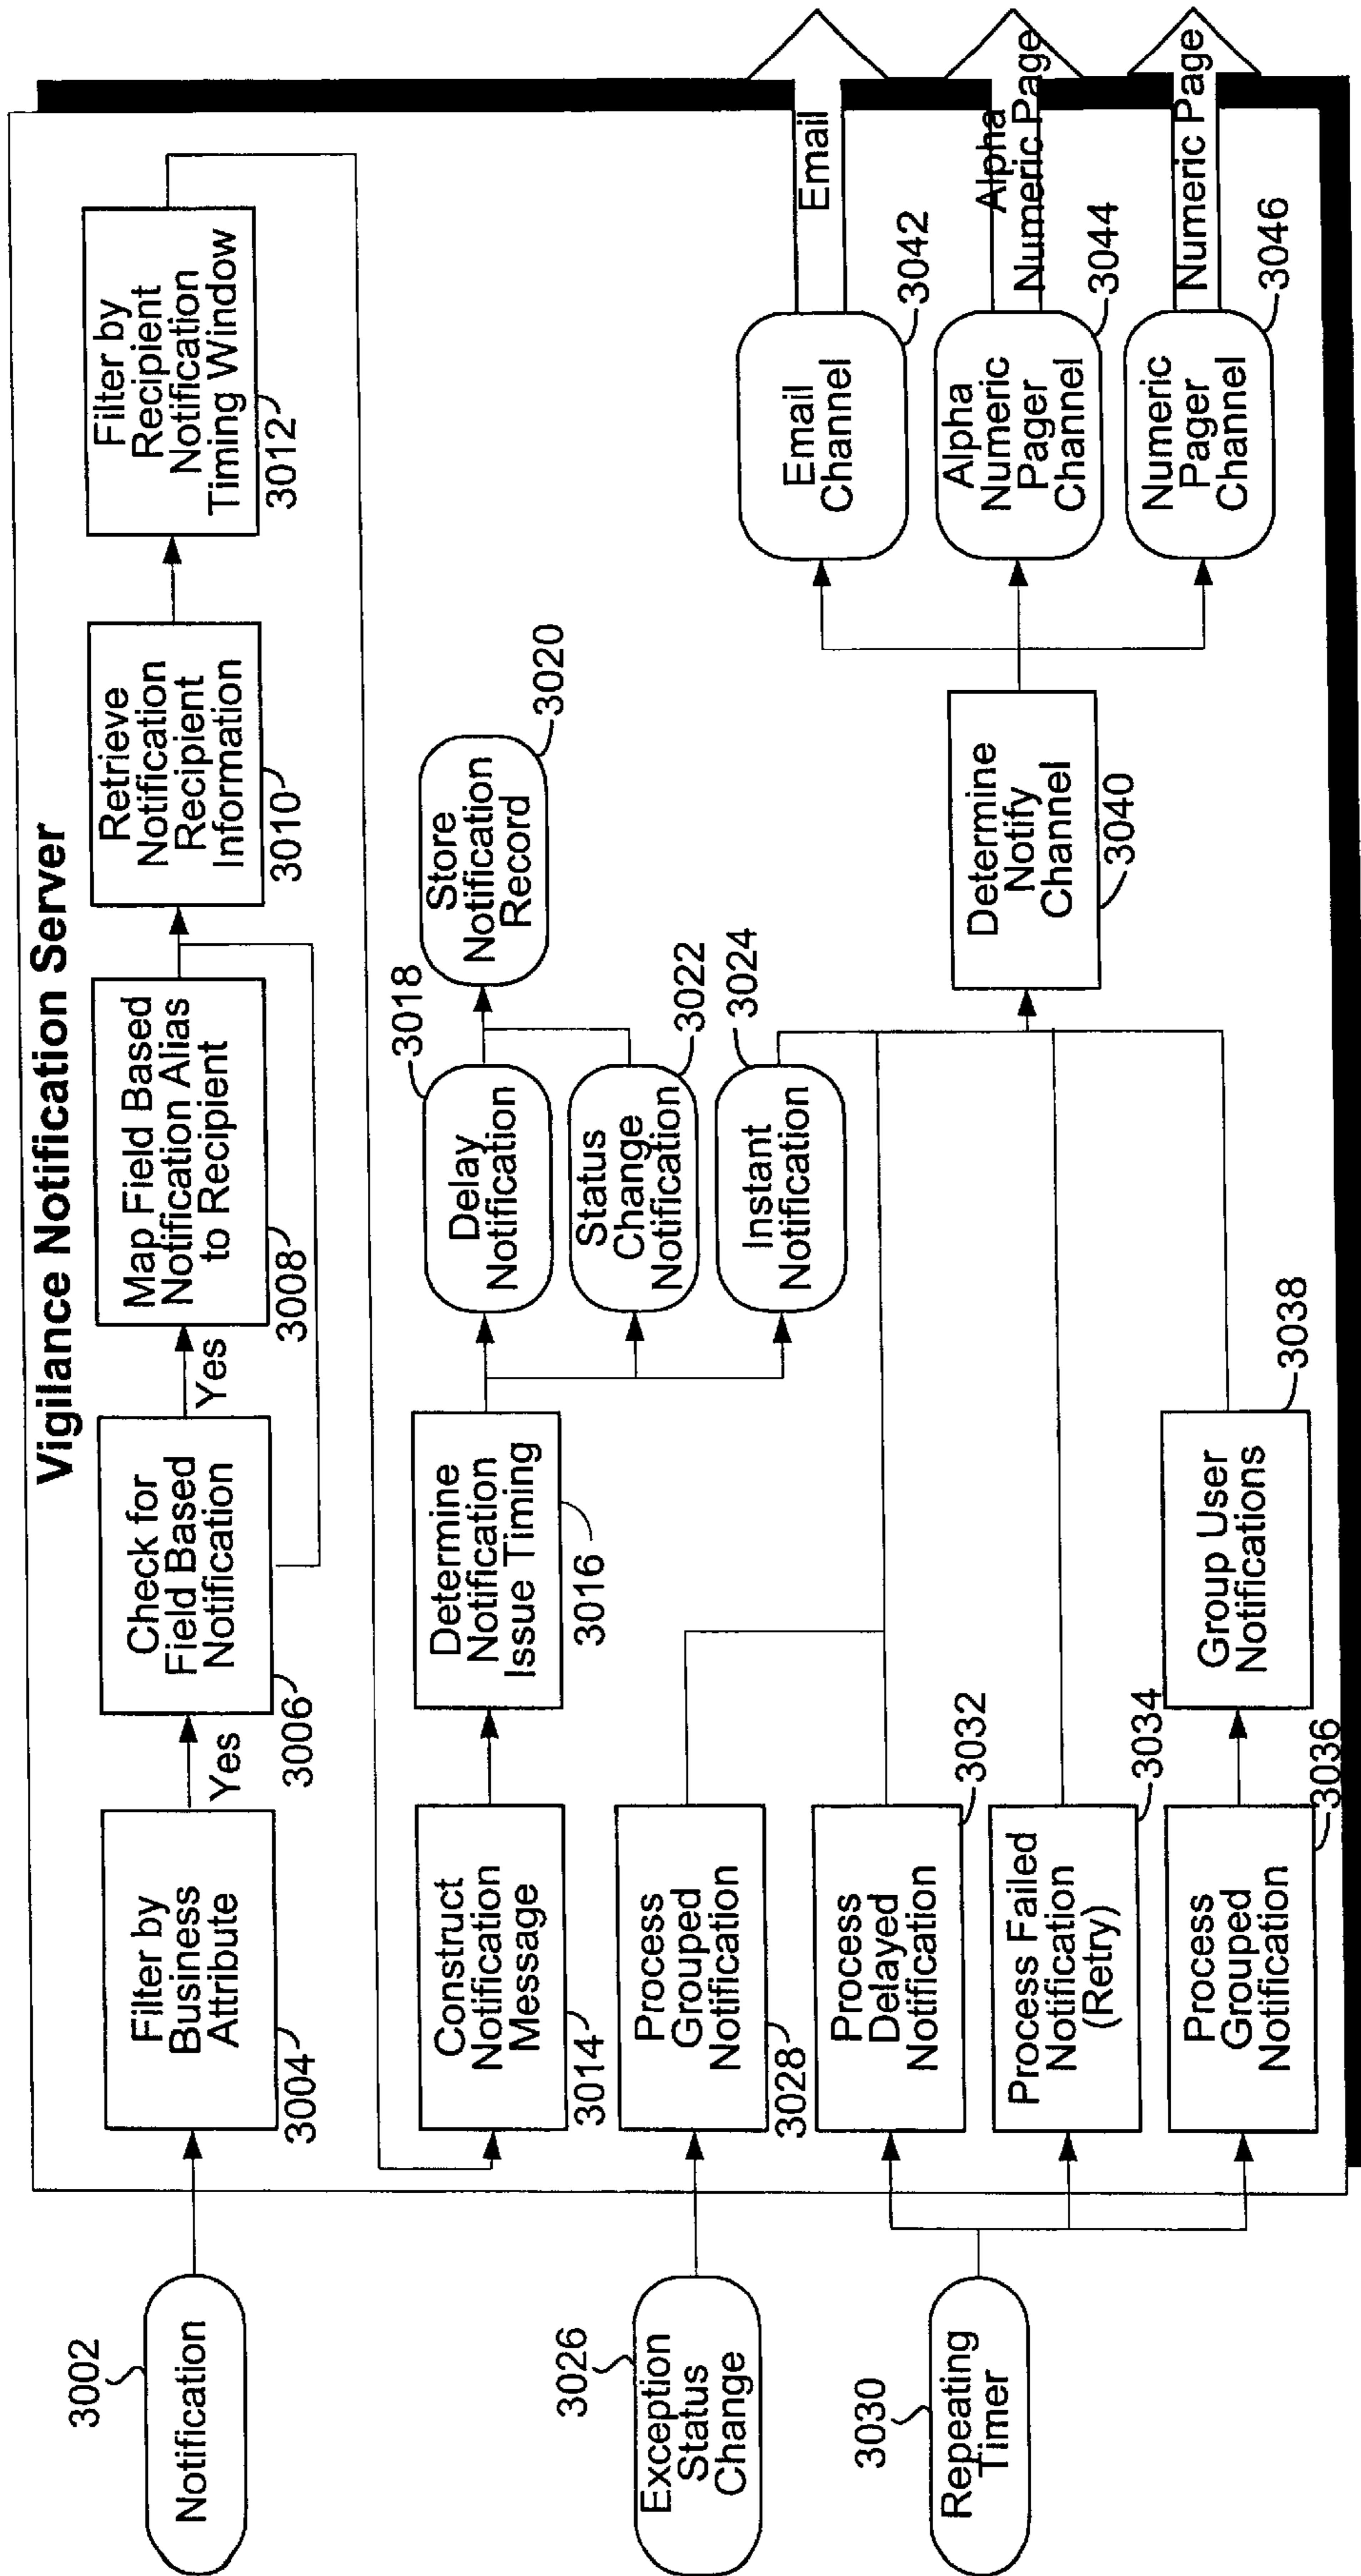 Vigilance Notification Server
3002
Notification
Filter by
Business
Attribute
3004
Yes
Check for
Field Based
Notification
3006
Yes
Map Field Based
Notification Alias
to Recipient
3008
Retrieve
Notification
Recipient
Information
3010
Filter by
Recipient
Notification
Timing Window
3012
Construct
Notification
Message
3014
Determine
Notification
Issue Timing
3016
3018
Delay
Notification
Store
Notification
Record
3020
Status
Change
Notification
3022
Instant
Notification
3024
3026
Exception
Status
Change
Process
Grouped
Notification
3028
3030
Repeating
Timer
Process
Delayed
Notification
3032
Process Failed
Notification
(Retry)
3034
Process
Grouped
Notification
3036
Group User
Notifications
3038
Determine
Notify
Channel
3040
Email
Channel
3042
Email
Alpha
Numeric
Pager
Channel
3044
Alpha
Numeric Page
Numeric
Pager
Channel
3046
Numeric Page